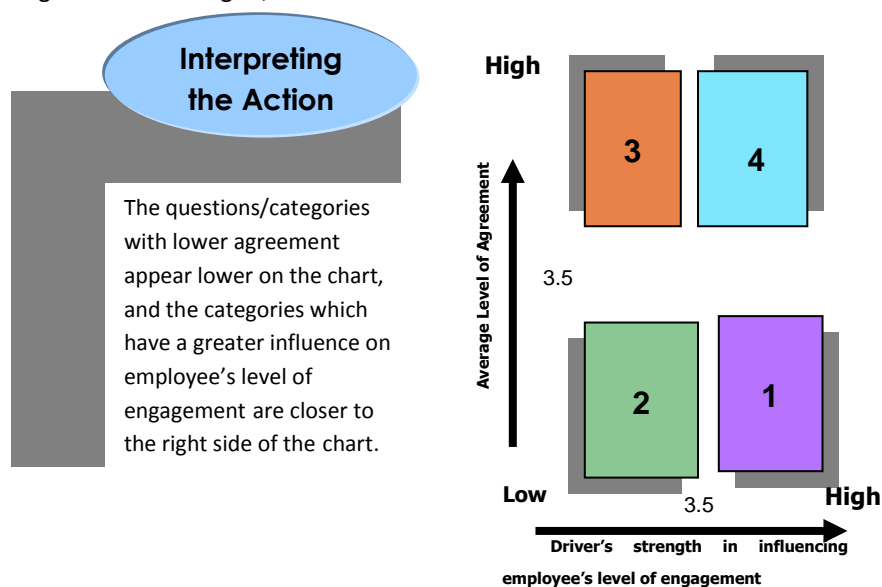 Interpreting
the Action
The questions/categories
with lower agreement
appear lower on the chart,
and the categories which
have a greater influence on
employee’s level of
engagement are closer to
the right side of the chart.
High
Average Level of Agreement
3
4
3.5
2
1
Low
3.5
High
Driver’s strength in influencing
employee’s level of engagement